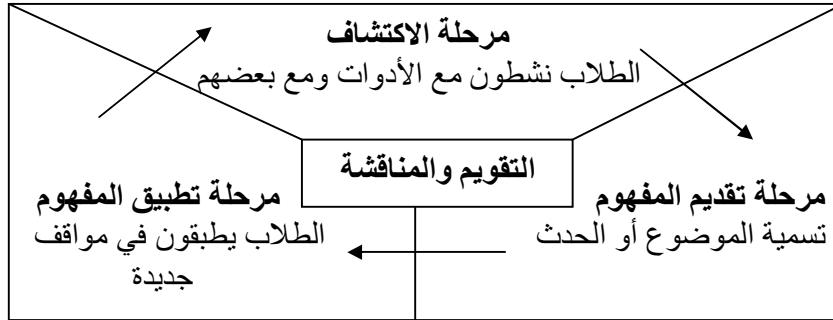 مرحلة الاكتشاف
الطلاب نشطون مع الأدوات ومع بعضهم
التقويم والمناقشة
مرحلة تقديم المفهوم
تسمية الموضوع أو الحدث
مرحلة تطبيق المفهوم
الطلاب يطبقون في مواقف
جديدة